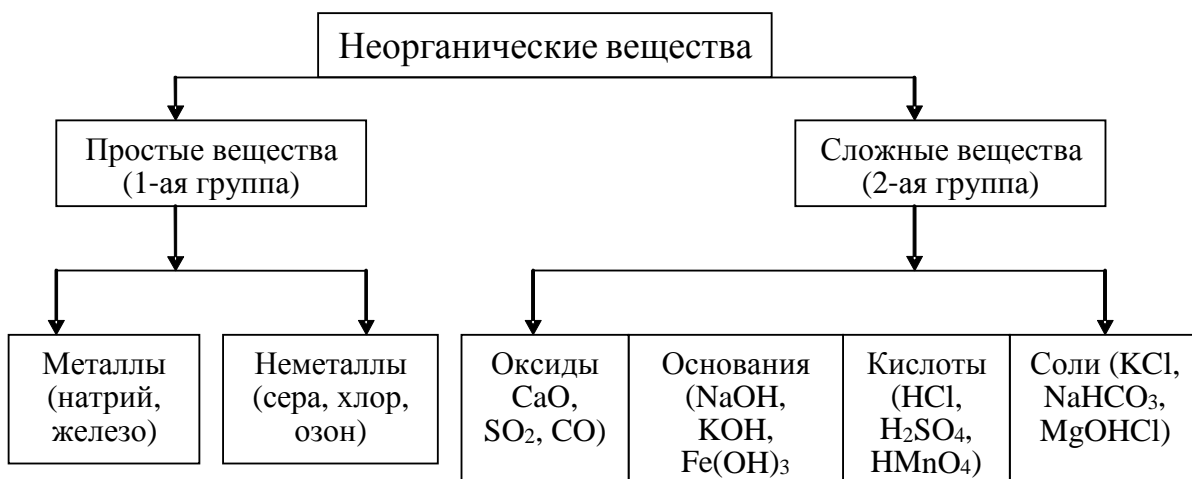 Неорганические вещества
Простые вещества
(1-ая группа)
Сложные вещества
(2-ая группа)
Металлы
(натрий,
железо)
Неметаллы
(сера, хлор,
озон)
Оксиды
CaO,
SO₂, CO)
Основания
(NaOH,
KOH,
Fe(OH)₃
Кислоты
(HCl,
H₂SO₄,
HMnO₄)
Соли (KCl,
NaHCO₃,
MgOHCl)